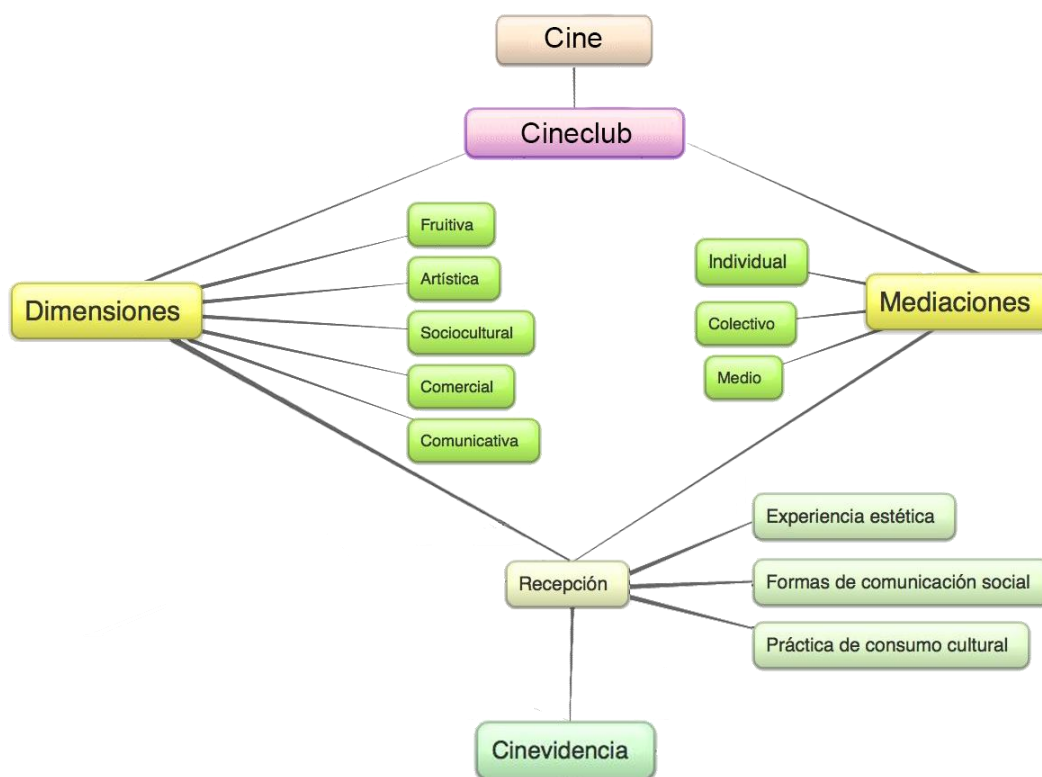 Cine
Cineclub
Dimensiones
Fruitiva
Artística
Sociocultural
Comercial
Comunicativa
Individual
Colectivo
Medio
Mediaciones
Recepción
Experiencia estética
Formas de comunicación social
Práctica de consumo cultural
Cinevidencia